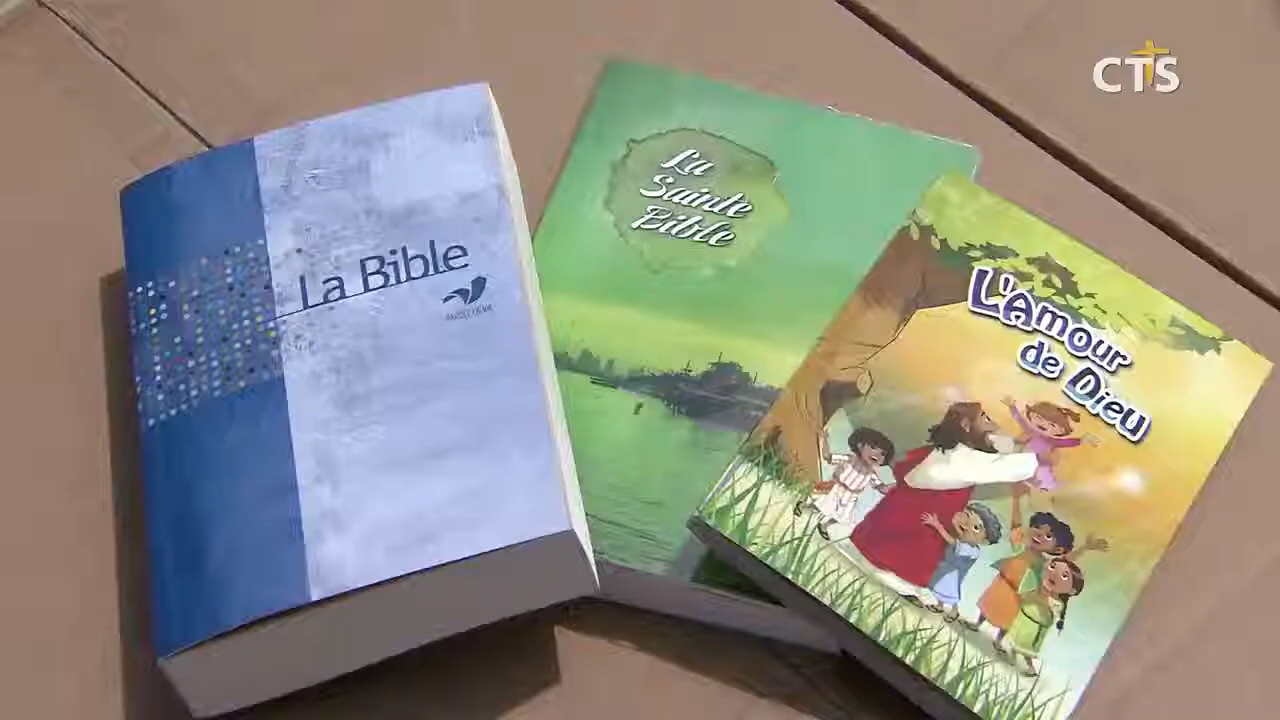 CTS
La Bible
La
Sainte
Bible
L'Amour
de Dieu